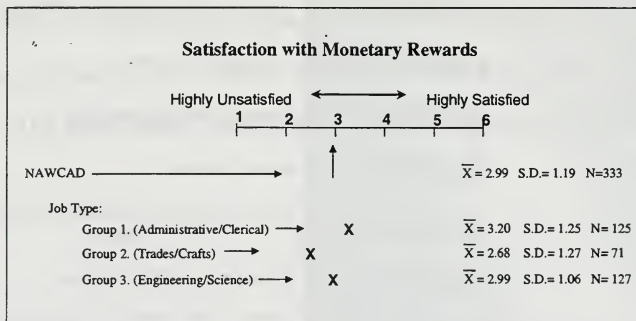 Satisfaction with Monetary Rewards
Highly Unsatisfied Highly Satisfied
1 2 3 4 5 6
NAWCAD X̄ = 2.99 S.D.= 1.19 N=333
Job Type:
Group 1. (Administrative/Clerical) X X̄ = 3.20 S.D.= 1.25 N= 125
Group 2. (Trades/Crafts) X X̄ = 2.68 S.D.= 1.27 N= 71
Group 3. (Engineering/Science) X X̄ = 2.99 S.D.= 1.06 N= 127